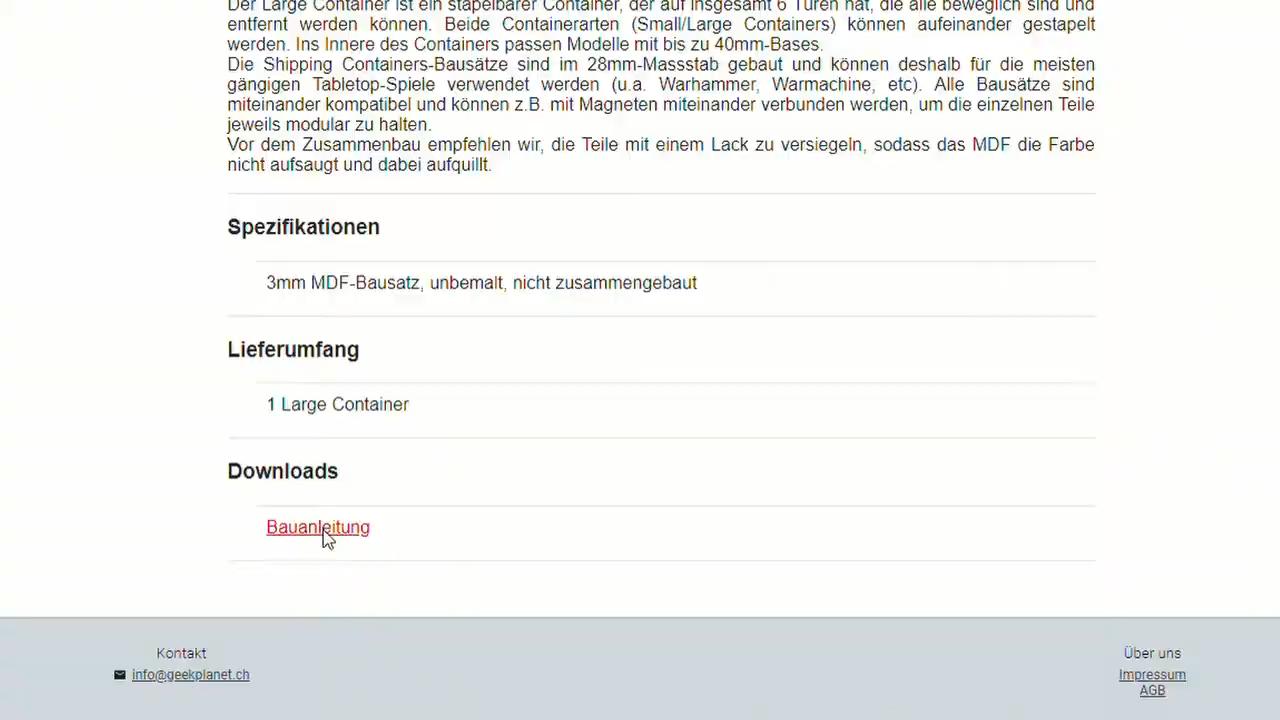 Der Large Container ist ein stapelbarer Container, der auf insgesamt 6 Türen hat, die alle beweglich sind und
entfernt werden können. Beide Containerarten (Small/Large Containers) können aufeinander gestapelt
werden. Ins Innere des Containers passen Modelle mit bis zu 40mm-Bases.
Die Shipping Containers-Bausätze sind im 28mm-Massstab gebaut und können deshalb für die meisten
gängigen Tabletop-Spiele verwendet werden (u.a. Warhammer, Warmachine, etc). Alle Bausätze sind
miteinander kompatibel und können z.B. mit Magneten miteinander verbunden werden, um die einzelnen Teile
jeweils modular zu halten.
Vor dem Zusammenbau empfehlen wir, die Teile mit einem Lack zu versiegeln, sodass das MDF die Farbe
nicht aufsaugt und dabei aufquillt.
Spezifikationen
3mm MDF-Bausatz, unbemalt, nicht zusammengebaut
Lieferumfang
1 Large Container
Downloads
Bauanleitung
Kontakt
info@geekplanet.ch
Über uns
Impressum
AGB